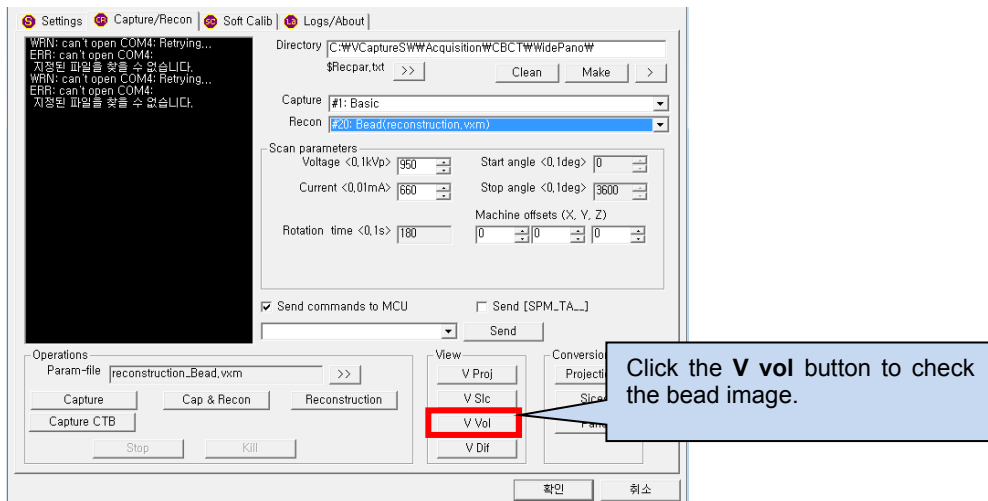 Settings Capture/Recon Soft Calib Logs/About
WRN: can't open COM4: Retrying...
ERR: can't open COM4:
지정된 파일을 찾을 수 없습니다.
WRN: can't open COM4: Retrying...
ERR: can't open COM4:
지정된 파일을 찾을 수 없습니다.
Directory C:₩VCaptureSW₩Acquisition₩CBCT₩WidePano₩
$Recpar,txt >> Clean Make >
Capture #1: Basic
Recon #20: Bead(reconstruction,vxm)
Scan parameters
Voltage <0,1kVp> 950 Start angle <0,1deg> 0
Current <0,01mA> 660 Stop angle <0,1deg> 3600
Machine offsets (X, Y, Z)
Rotation time <0,1s> 180 0 0 0
Send commands to MCU Send [SPM_TA__]
Send
Operations
Param-file reconstruction_Bead,vxm >>
Capture Cap & Recon Reconstruction
Capture CTB
Stop Kill
View
V Proj
V Slc
V Vol
V Dif
Click the V vol button to check
the bead image.
확인 취소